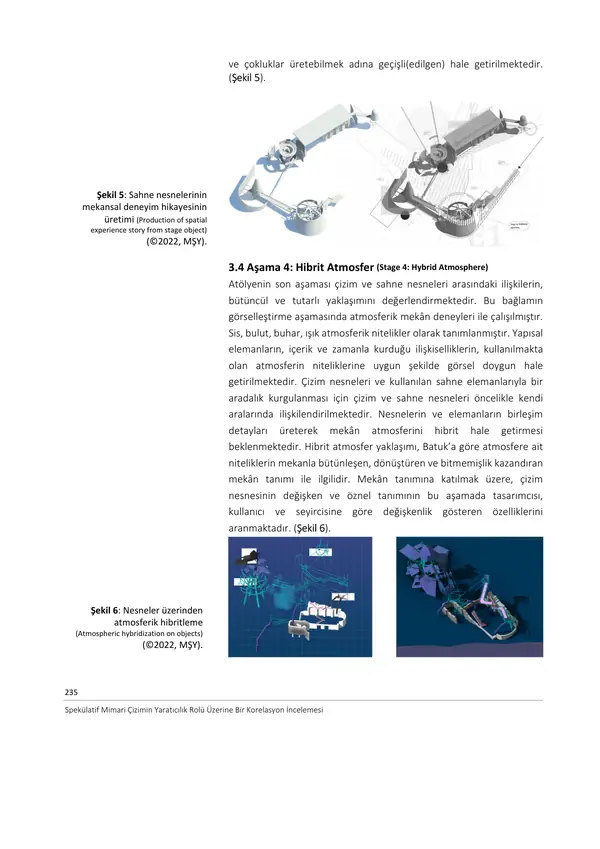 ve çokluklar üretebilmek adına geçişli(edilgen) hale getirilmektedir.
(Şekil 5).
Şekil 5: Sahne nesnelerinin
mekansal deneyim hikayesinin
üretimi (Production of spatial
experience story from stage object)
(©2022, MŞY).
3.4 Aşama 4: Hibrit Atmosfer (Stage 4: Hybrid Atmosphere)
Atölyenin son aşaması çizim ve sahne nesneleri arasındaki ilişkilerin,
bütüncül ve tutarlı yaklaşımını değerlendirmektedir. Bu bağlamın
görselleştirme aşamasında atmosferik mekân deneyleri ile çalışılmıştır.
Sis, bulut, buhar, ışık atmosferik nitelikler olarak tanımlanmıştır. Yapısal
elemanların, içerik ve zamanla kurduğu ilişkiselliklerin, kullanılmakta
olan atmosferin niteliklerine uygun şekilde görsel doygun hale
getirilmektedir. Çizim nesneleri ve kullanılan sahne elemanlarıyla bir
aradalık kurgulanması için çizim ve sahne nesneleri öncelikle kendi
aralarında ilişkilendirilmektedir. Nesnelerin ve elemanların birleşim
detayları üreterek mekân atmosferini hibrit hale getirmesi
beklenmektedir. Hibrit atmosfer yaklaşımı, Batuk’a göre atmosfere ait
niteliklerin mekanla bütünleşen, dönüştüren ve bitmemişlik kazandıran
mekân tanımı ile ilgilidir. Mekân tanımına katılmak üzere, çizim
nesnesinin değişken ve öznel tanımının bu aşamada tasarımcısı,
kullanıcı ve seyircisine göre değişkenlik gösteren özelliklerini
aranmaktadır. (Şekil 6).
Şekil 6: Nesneler üzerinden
atmosferik hibritleme
(Atmospheric hybridization on objects)
(©2022, MŞY).
235
Spekülatif Mimari Çizimin Yaratıcılık Rolü Üzerine Bir Korelasyon İncelemesi